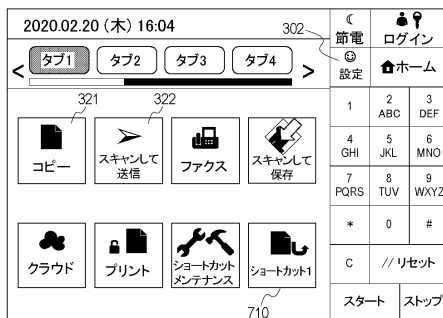 2020.02.20 (木) 16:04
302
節電
ログイン
< タブ1 タブ2 タブ3 タブ4 >
設定
ホーム
321
322
コピー
スキャンして
送信
ファクス
スキャンして
保存
クラウド
プリント
ショートカット
メンテナンス
ショートカット1
710
1
2
ABC
3
DEF
4
GHI
5
JKL
6
MNO
7
PQRS
8
TUV
9
WXYZ
*
0
#
C
// リセット
スタート
ストップ